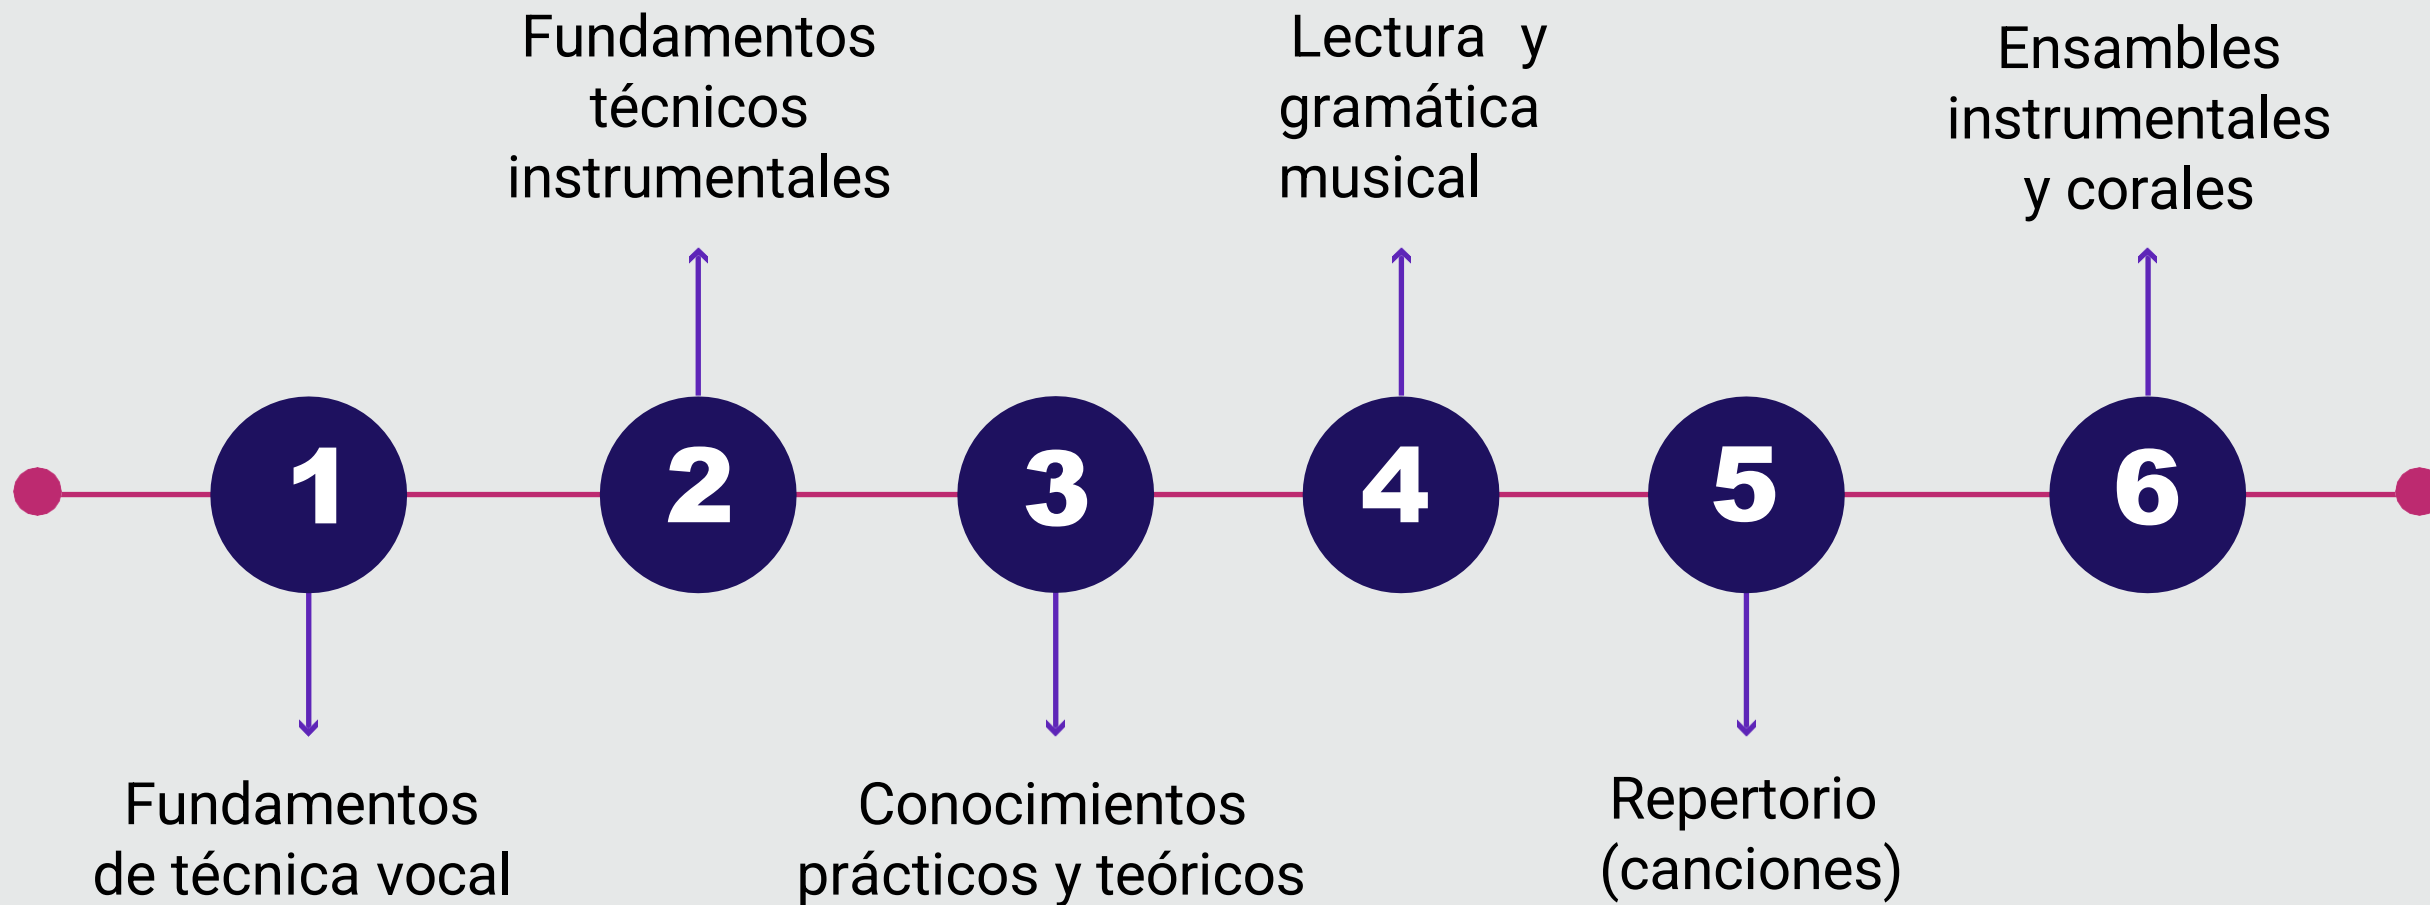 Fundamentos
técnicos
instrumentales
Lectura y
gramática
musical
Ensambles
instrumentales
y corales
1
2
3
4
5
6
Fundamentos
de técnica vocal
Conocimientos
prácticos y teóricos
Repertorio
(canciones)